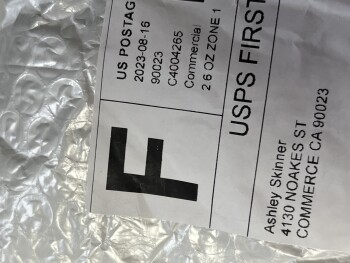 US POSTAG
2023-08-16
90023
C4004265
Commercial
2 6 OZ ZONE 1
F
USPS FIRST
Ashley Skinner
4130 NOAKES ST
COMMERCE CA 90023